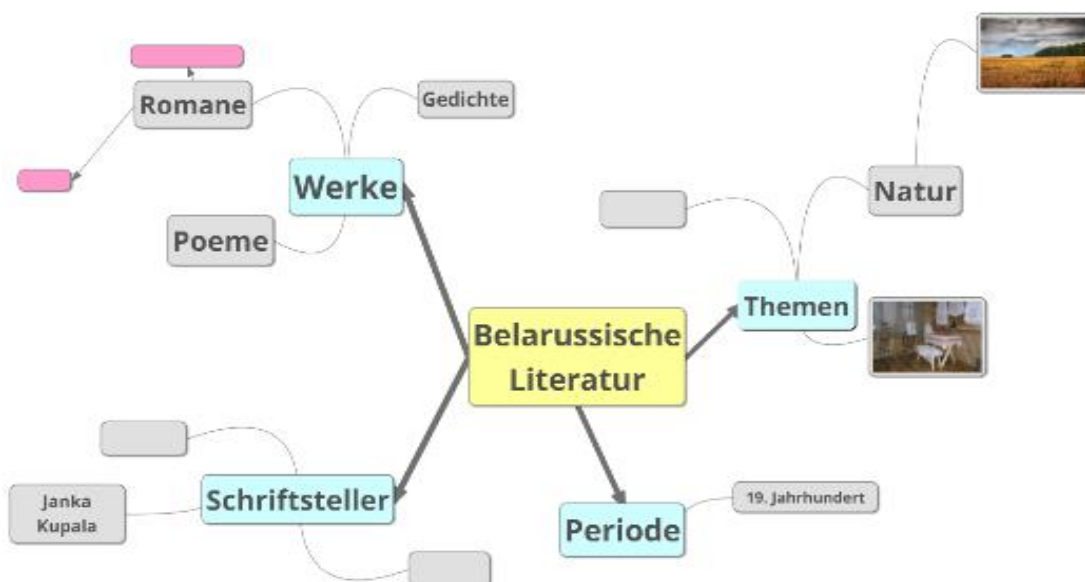 Romane
Gedichte
Werke
Natur
Poeme
Themen
Belarussische
Literatur
Janka
Kupala
Schriftsteller
19. Jahrhundert
Periode